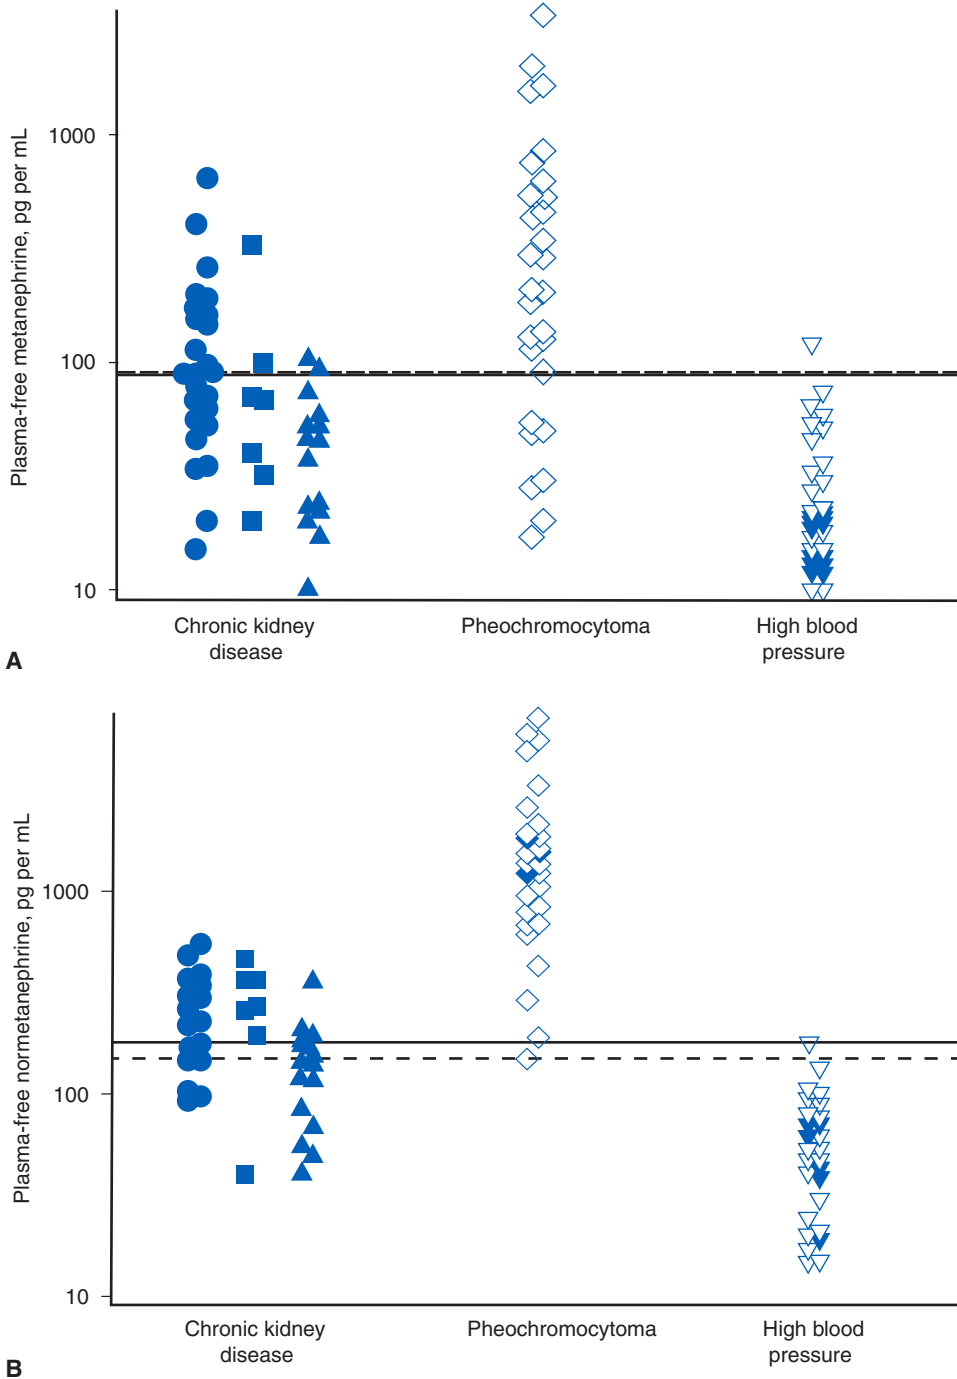 Plasma-free metanephrine, pg per mL
1000
100
10
Chronic kidney
disease
Pheochromocytoma
High blood
pressure
A
Plasma-free normetanephrine, pg per mL
1000
100
10
Chronic kidney
disease
Pheochromocytoma
High blood
pressure
B